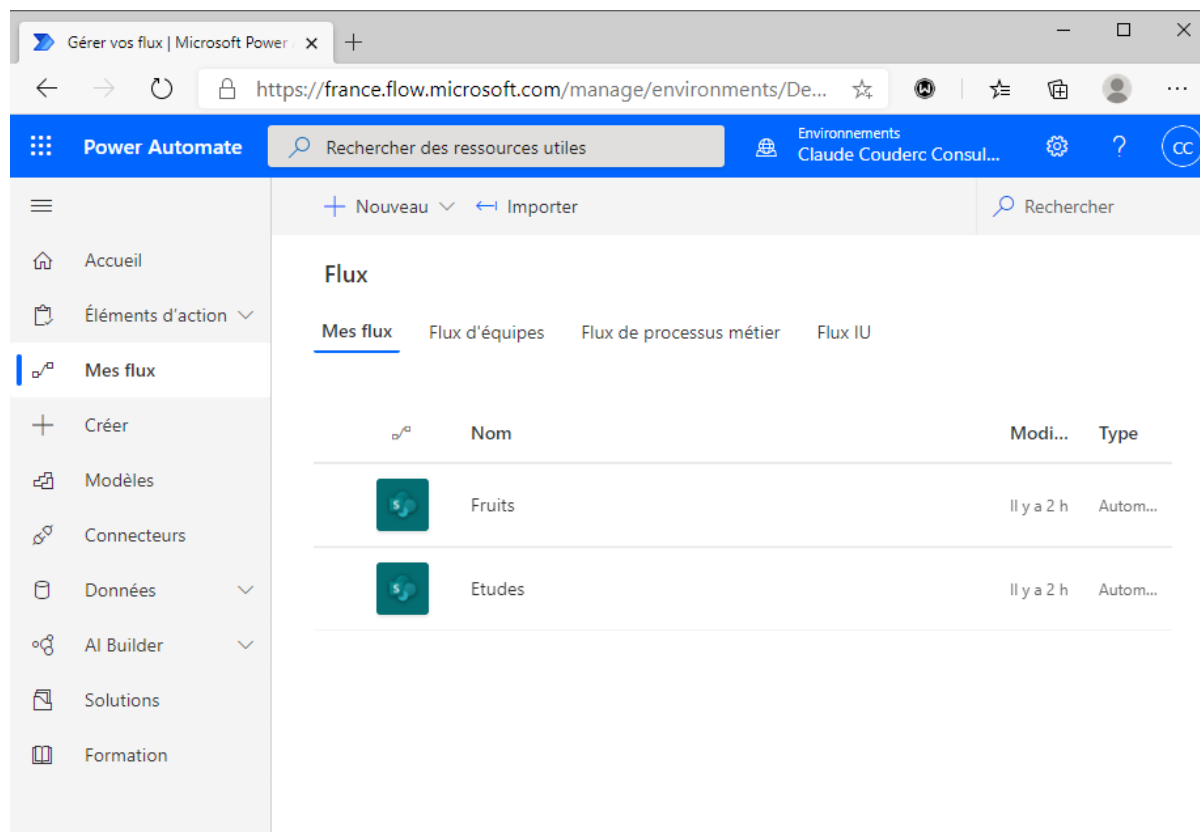 Gérer vos flux | Microsoft Power
https://france.flow.microsoft.com/manage/environments/De...
Power Automate
Rechercher des ressources utiles
Environnements
Claude Couderc Consul...
CC
Nouveau
Importer
Rechercher
Accueil
Éléments d'action
Mes flux
Créer
Modèles
Connecteurs
Données
AI Builder
Solutions
Formation
Flux
Mes flux Flux d'équipes Flux de processus métier Flux IU
Nom Modi... Type
S Fruits Il y a 2 h Autom...
S Etudes Il y a 2 h Autom...